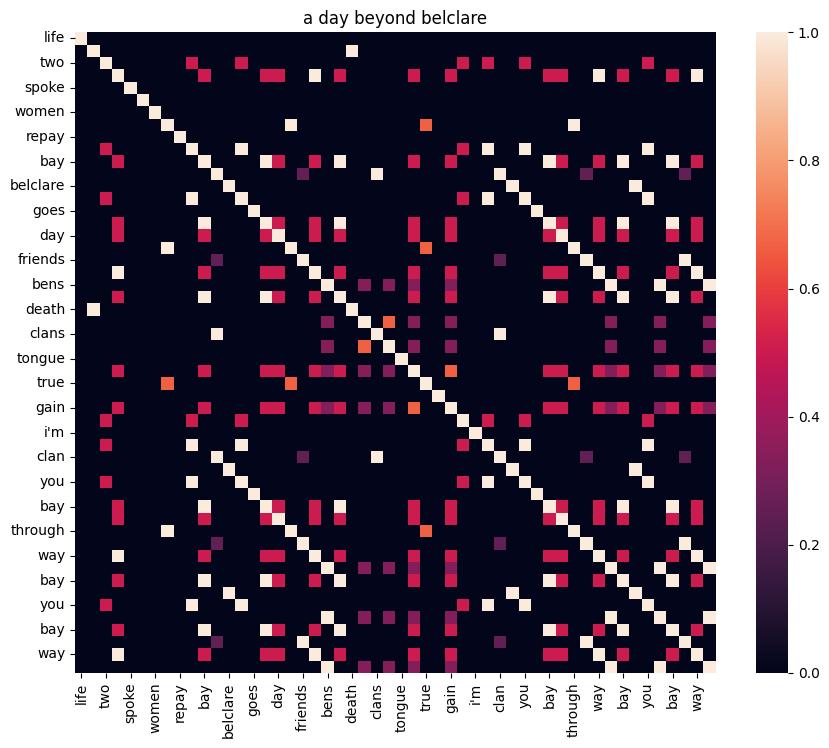 a day beyond belclare
life
two
spoke
women
repay
bay
belclare
goes
day
friends
bens
death
clans
tongue
true
gain
i'm
clan
you
bay
through
way
bay
you
bay
way
1.0
0.8
0.6
0.4
0.2
0.0
life
two
spoke
women
repay
bay
belclare
goes
day
friends
bens
death
clans
tongue
true
gain
i'm
clan
you
bay
through
way
bay
you
bay
way